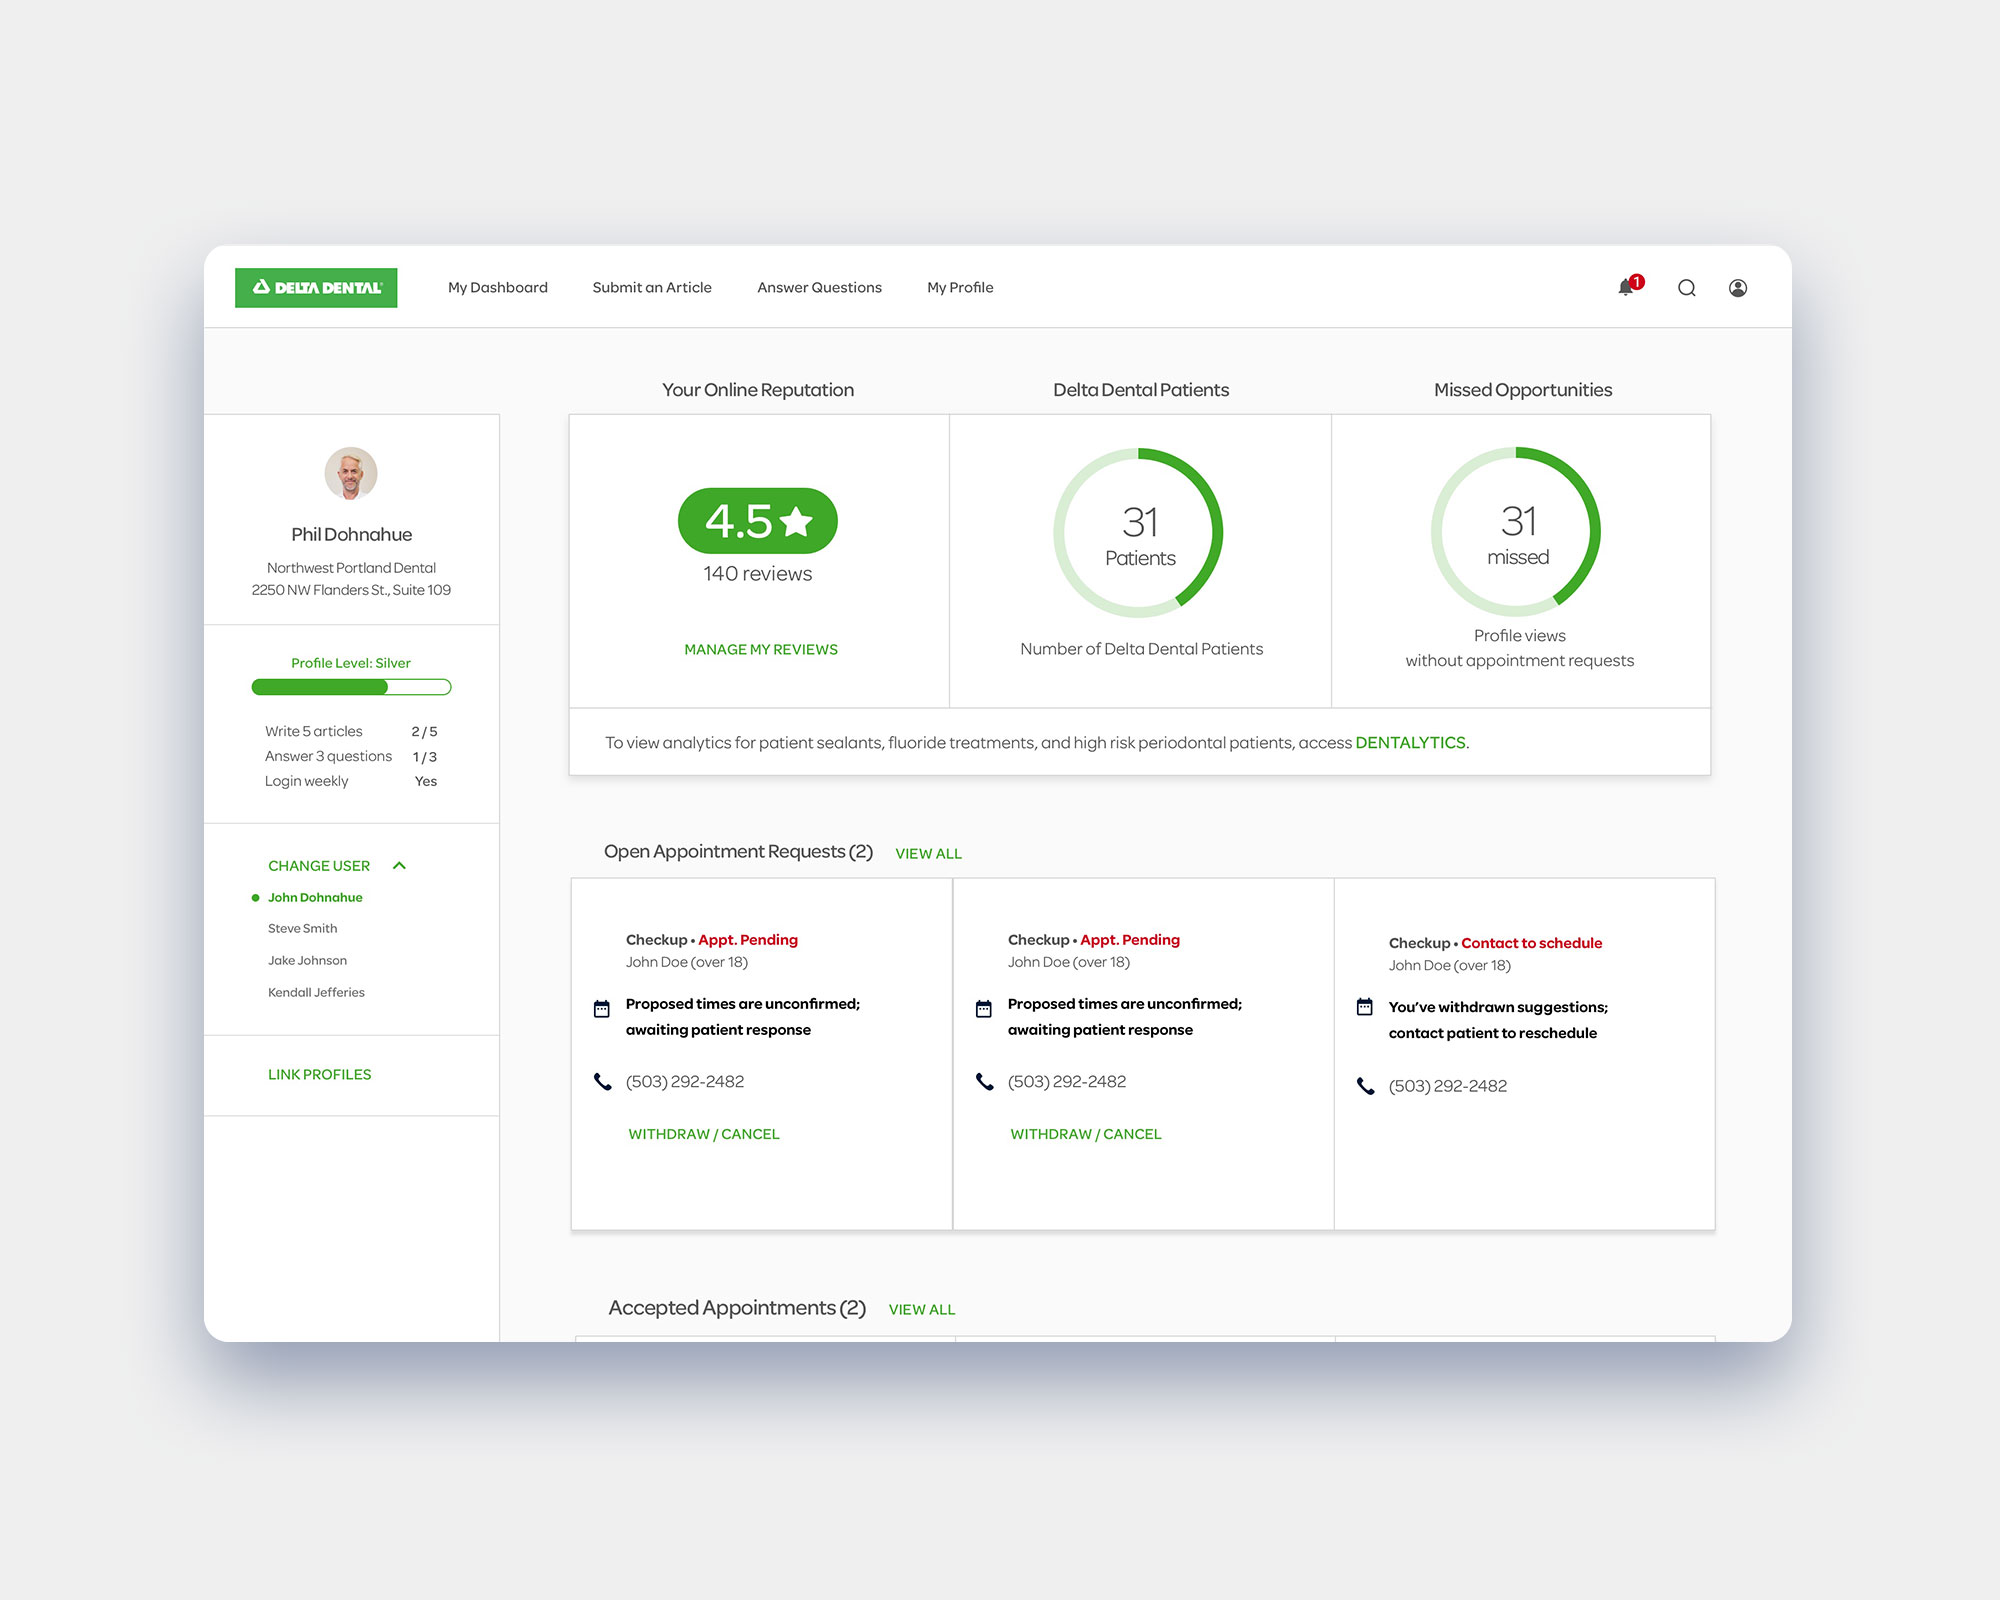 DELTA DENTAL
My Dashboard
Submit an Article
Answer Questions
My Profile
1
Phil Dohnahue
Northwest Portland Dental
2250 NW Flanders St., Suite 109
Profile Level: Silver
Write 5 articles 2 / 5
Answer 3 questions 1 / 3
Login weekly Yes
CHANGE USER
John Dohnahue
Steve Smith
Jake Johnson
Kendall Jefferies
LINK PROFILES
Your Online Reputation
4.5
140 reviews
MANAGE MY REVIEWS
Delta Dental Patients
31
Patients
Number of Delta Dental Patients
Missed Opportunities
31
missed
Profile views
without appointment requests
To view analytics for patient sealants, fluoride treatments, and high risk periodontal patients, access DENTALYTICS.
Open Appointment Requests (2) VIEW ALL
Checkup • Appt. Pending
John Doe (over 18)
Proposed times are unconfirmed;
awaiting patient response
(503) 292-2482
WITHDRAW / CANCEL
Checkup • Appt. Pending
John Doe (over 18)
Proposed times are unconfirmed;
awaiting patient response
(503) 292-2482
WITHDRAW / CANCEL
Checkup • Contact to schedule
John Doe (over 18)
You’ve withdrawn suggestions;
contact patient to reschedule
(503) 292-2482
Accepted Appointments (2) VIEW ALL